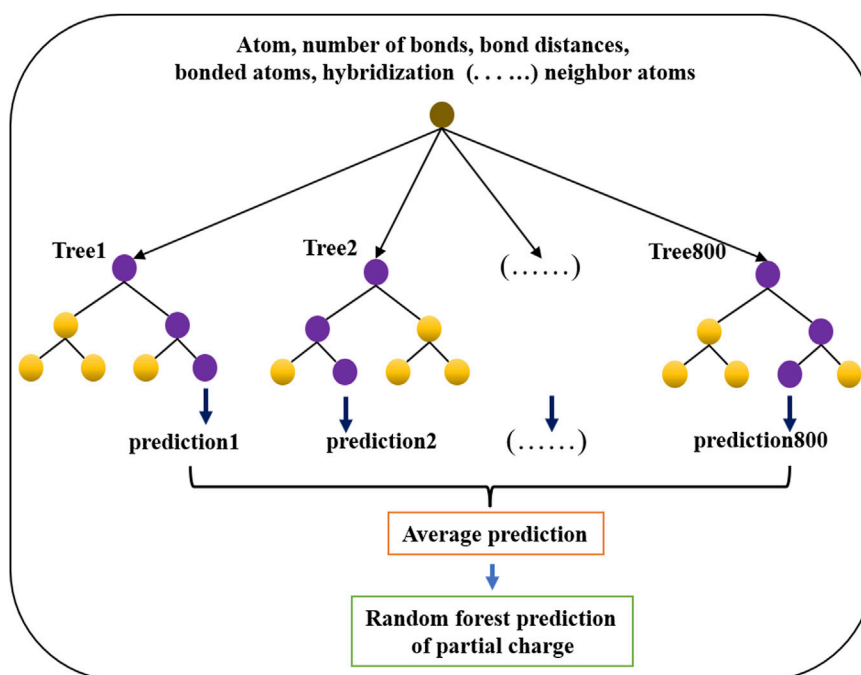 Atom, number of bonds, bond distances,
bonded atoms, hybridization (. . . ...) neighbor atoms
Tree1
Tree2
(......)
Tree800
prediction1
prediction2
(......)
prediction800
Average prediction
Random forest prediction
of partial charge